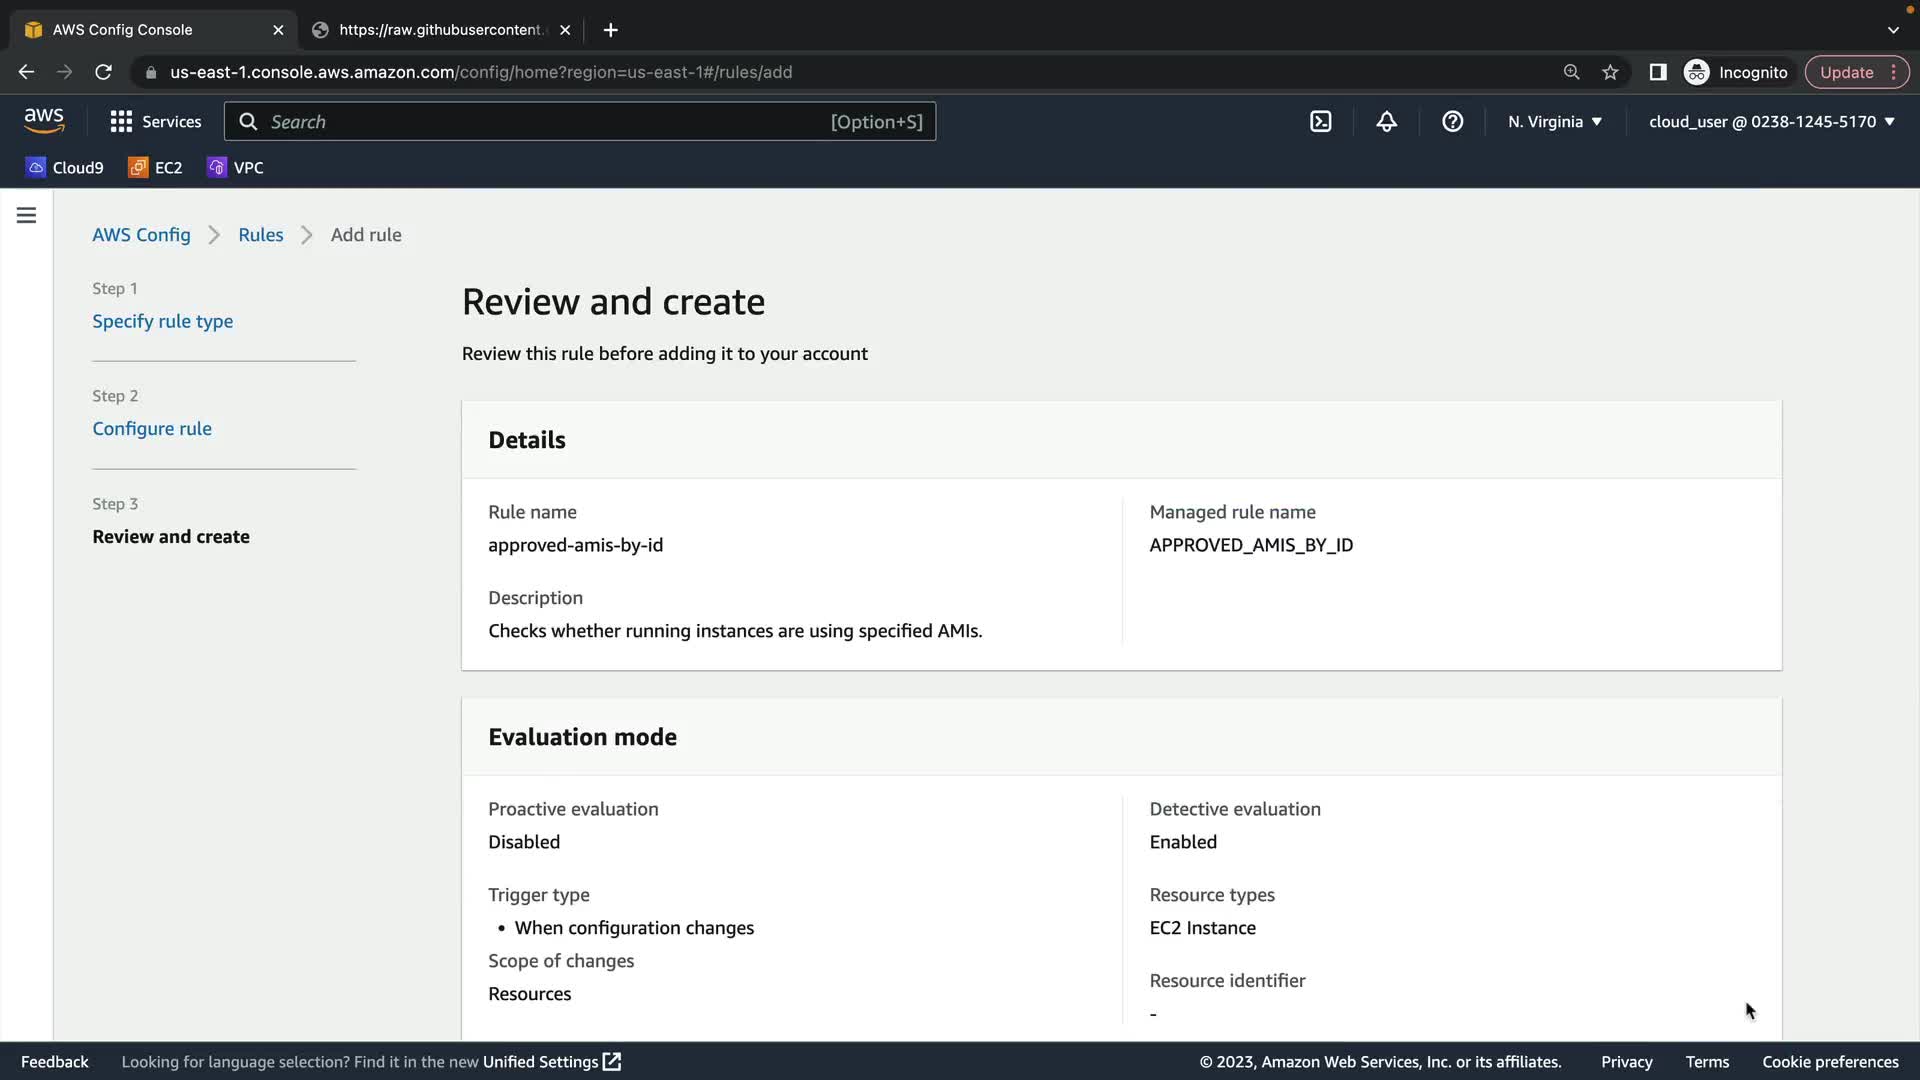 AWS Config Console
https://raw.githubusercontent.
us-east-1.console.aws.amazon.com/config/home?region=us-east-1#/rules/add
Incognito
Update
aws
Services
Search
[Option+S]
N. Virginia
cloud_user @ 0238-1245-5170
Cloud9
EC2
VPC
AWS Config
Rules
Add rule
Step 1
Specify rule type
Step 2
Configure rule
Step 3
Review and create
Review and create
Review this rule before adding it to your account
Details
Rule name
approved-amis-by-id
Managed rule name
APPROVED_AMIS_BY_ID
Description
Checks whether running instances are using specified AMIs.
Evaluation mode
Proactive evaluation
Disabled
Detective evaluation
Enabled
Trigger type
• When configuration changes
Resource types
EC2 Instance
Scope of changes
Resources
Resource identifier
-
Feedback
Looking for language selection? Find it in the new Unified Settings
© 2023, Amazon Web Services, Inc. or its affiliates.
Privacy
Terms
Cookie preferences